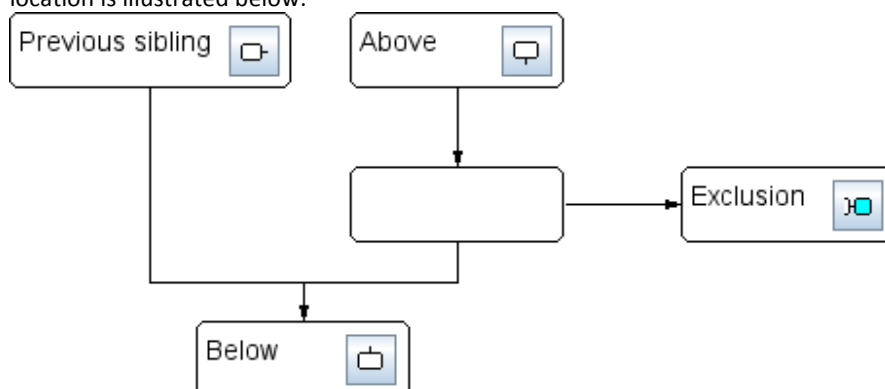 location is illustrated below:
Previous sibling
Above
Exclusion
Below